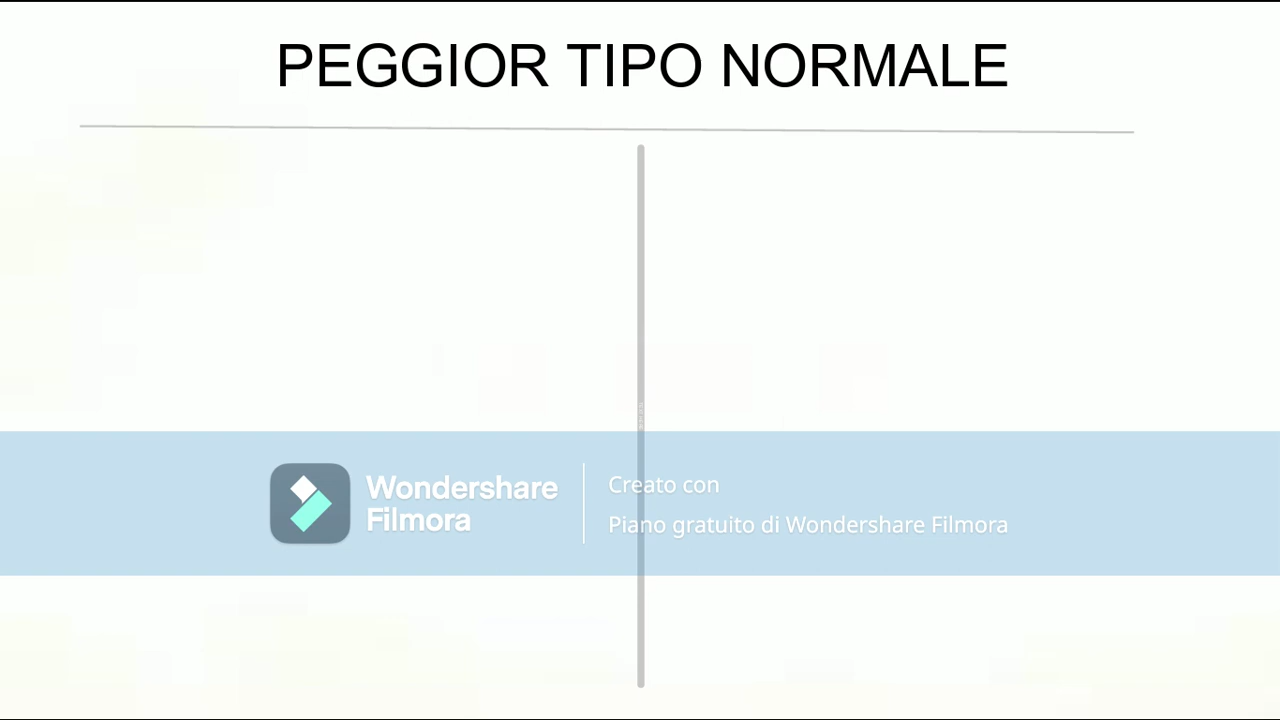 PEGGIOR TIPO NORMALE
Wondershare
Filmora
Creato con
Piano gratuito di Wondershare Filmora